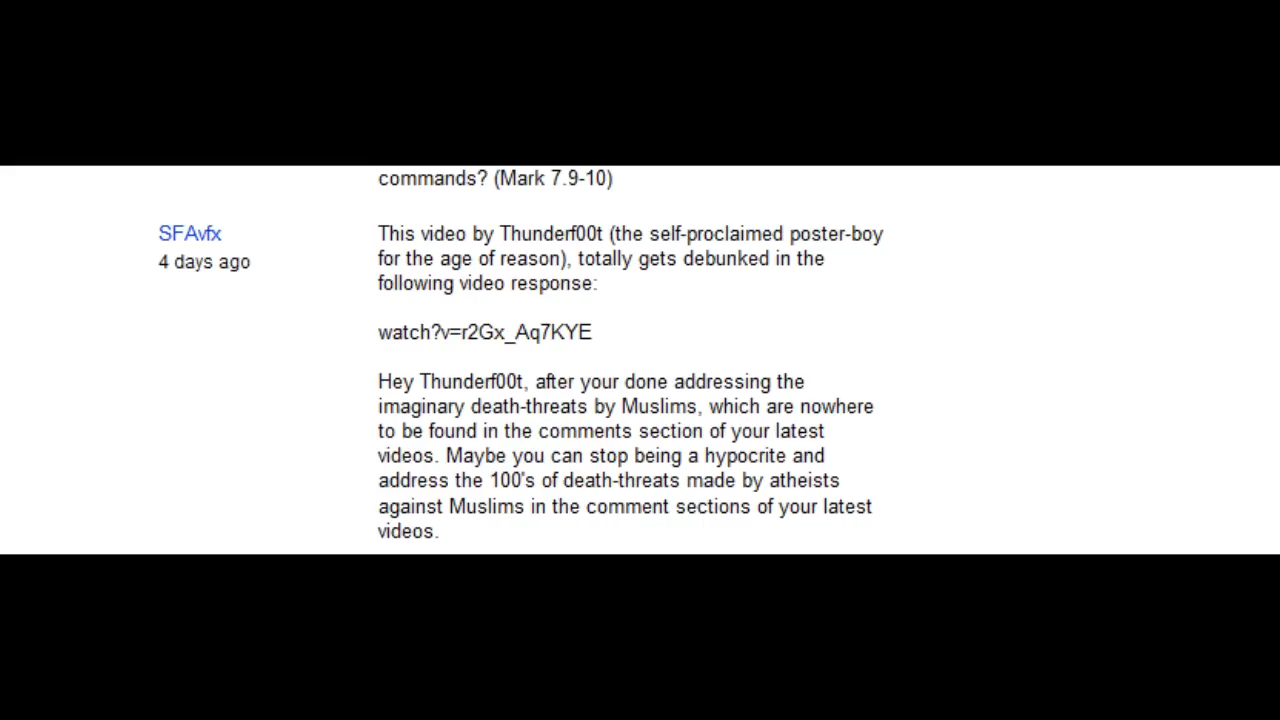 commands? (Mark 7.9-10)
SFAvfx
4 days ago
This video by Thunderf00t (the self-proclaimed poster-boy
for the age of reason), totally gets debunked in the
following video response:
watch?v=r2Gx_Aq7KYE
Hey Thunderf00t, after your done addressing the
imaginary death-threats by Muslims, which are nowhere
to be found in the comments section of your latest
videos. Maybe you can stop being a hypocrite and
address the 100's of death-threats made by atheists
against Muslims in the comment sections of your latest
videos.